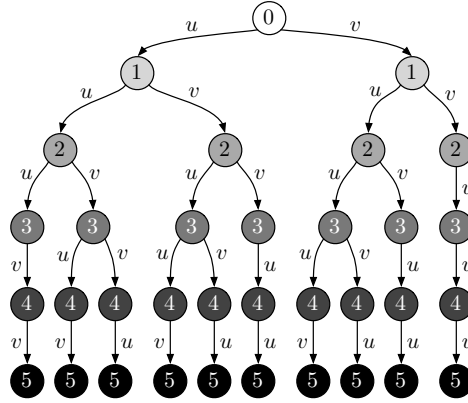 0
u v
1 1
u v u v
2 2 2 2
u v u v u v v
3 3 3 3 3 3 3
v u v u v u u v u v
4 4 4 4 4 4 4 4 4 4
v v u v u u v u u v
5 5 5 5 5 5 5 5 5 5